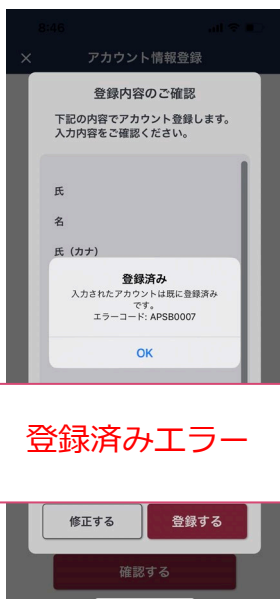 8:46
×
アカウント情報登録
登録内容のご確認
下記の内容でアカウント登録します。
入力内容をご確認ください。
氏
名
氏（カナ）
登録済み
入力されたアカウントは既に登録済み
です。
エラーコード: APSB0007
OK
登録済みエラー
修正する
登録する
確認する